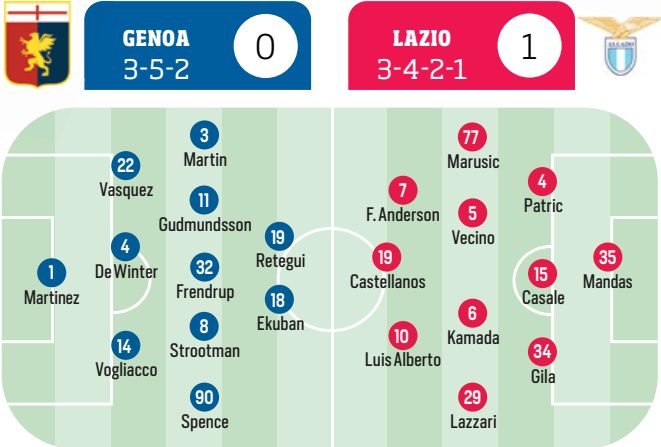 GENOA
3-5-2
0
LAZIO
3-4-2-1
1
1
Martinez
22
Vasquez
4
De Winter
14
Vogliacco
3
Martin
11
Gudmundsson
32
Frendrup
8
Strootman
90
Spence
19
Retegui
18
Ekuban
7
F. Anderson
19
Castellanos
10
Luis Alberto
77
Marusic
5
Vecino
6
Kamada
29
Lazzari
4
Patric
15
Casale
34
Gila
35
Mandas